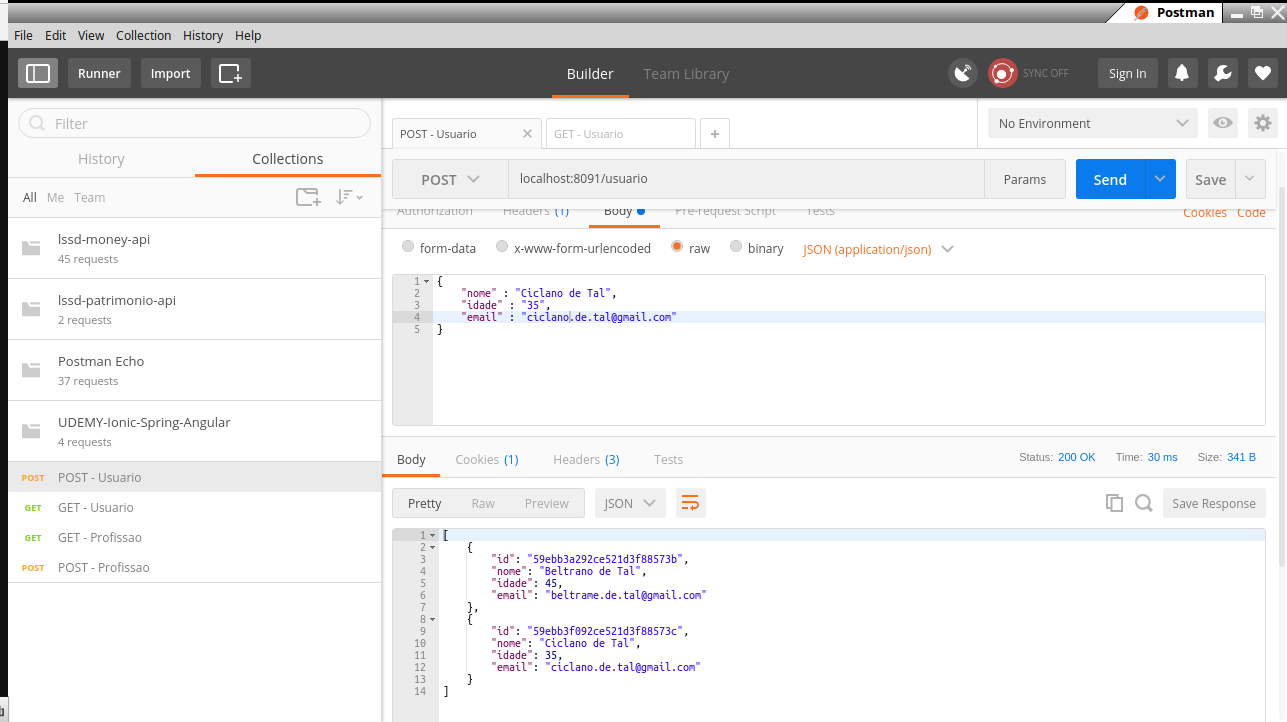 Postman
File Edit View Collection History Help
Runner Import Builder Team Library SYNC OFF Sign In
Filter
History Collections
All Me Team
lssd-money-api
45 requests
lssd-patrimonio-api
2 requests
Postman Echo
37 requests
UDEMY-Ionic-Spring-Angular
4 requests
POST POST - Usuario
GET GET - Usuario
GET GET - Profissao
POST POST - Profissao
POST - Usuario GET - Usuario + No Environment
POST localhost:8091/usuario Params Send Save
Authorization Headers (1) Body Pre-request Script Tests Cookies Code
form-data x-www-form-urlencoded raw binary JSON (application/json)
1 {
2 "nome" : "Ciclano de Tal",
3 "idade" : "35",
4 "email" : "ciclano.de.tal@gmail.com"
5 }
Body Cookies (1) Headers (3) Tests Status: 200 OK Time: 30 ms Size: 341 B
Pretty Raw Preview JSON Save Response
1 [
2 {
3 "id": "59ebb3a292ce521d3f88573b",
4 "nome": "Beltrano de Tal",
5 "idade": 45,
6 "email": "beltrame.de.tal@gmail.com"
7 },
8 {
9 "id": "59ebb3f092ce521d3f88573c",
10 "nome": "Ciclano de Tal",
11 "idade": 35,
12 "email": "ciclano.de.tal@gmail.com"
13 }
14 ]